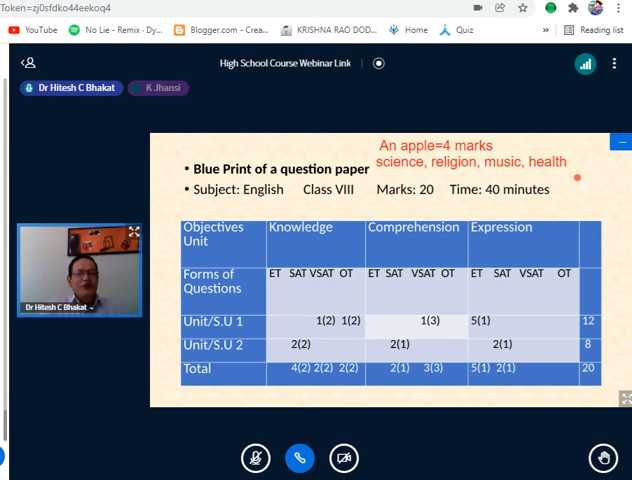 Token=zj0sfdko44eekoq4
YouTube No Lie - Remix · Dy... Blogger.com - Crea... KRISHNA RAO DOD... Home Quiz » Reading list
High School Course Webinar Link
Dr Hitesh C Bhakat K Jhansi
An apple=4 marks
• Blue Print of a question paper science, religion, music, health
• Subject: English Class VIII Marks: 20 Time: 40 minutes
Objectives Knowledge Comprehension Expression
Unit
Forms of ET SAT VSAT OT ET SAT VSAT OT ET SAT VSAT OT
Questions
Unit/S.U 1 1(2) 1(2) 1(3) 5(1) 12
Unit/S.U 2 2(2) 2(1) 2(1) 8
Total 4(2) 2(2) 2(2) 2(1) 3(3) 5(1) 2(1) 20
Dr Hitesh C Bhakat